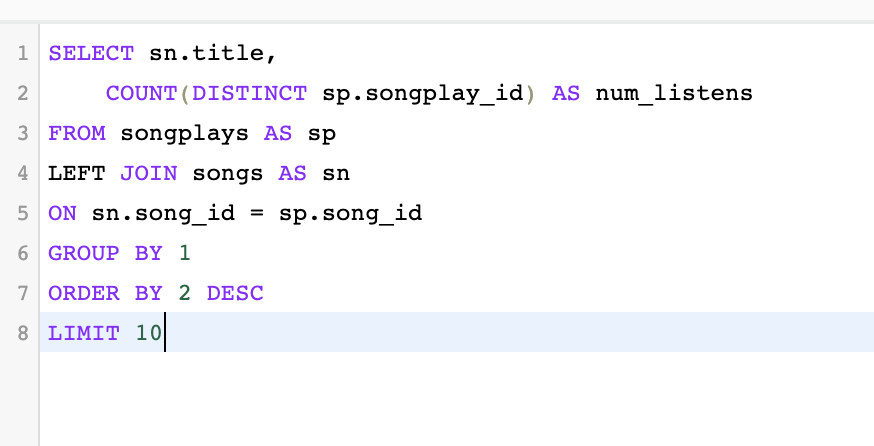 1 SELECT sn.title,
2 COUNT(DISTINCT sp.songplay_id) AS num_listens
3 FROM songplays AS sp
4 LEFT JOIN songs AS sn
5 ON sn.song_id = sp.song_id
6 GROUP BY 1
7 ORDER BY 2 DESC
8 LIMIT 10